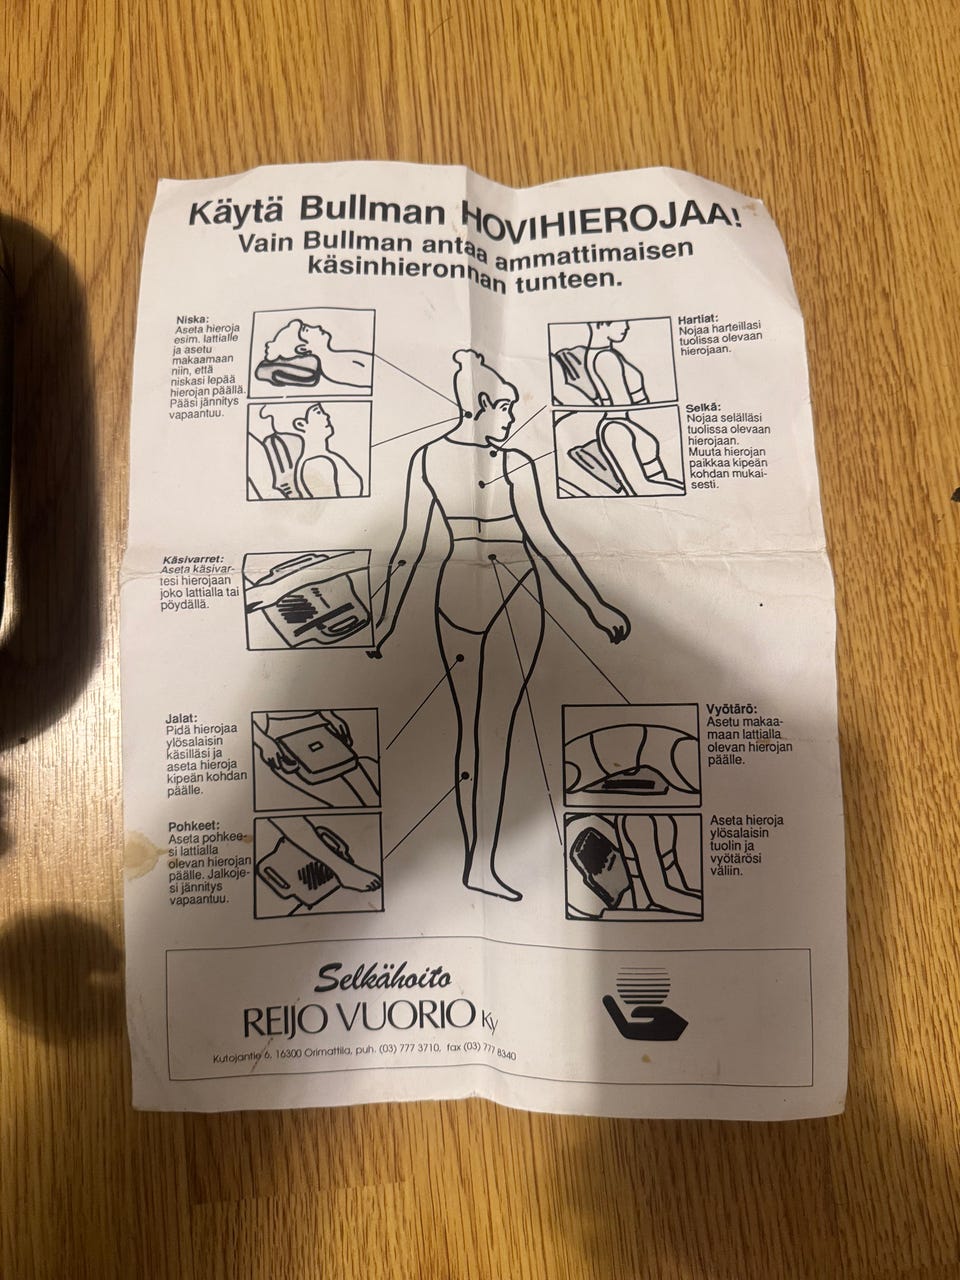 Käytä Bullman HOVIHIEROJAA!
Vain Bullman antaa ammattimaisen
käsinhieronnan tunteen.
Niska:
Aseta hieroja
esim. lattialle
ja asetu
makaamaan
niin, että
niskasi lepää
hierojan päällä.
Pääsi jännitys
vapaantuu.
Hartiat:
Nojaa harteillasi
tuolissa olevaan
hierojaan.
Selkä:
Nojaa selälläsi
tuolissa olevaan
hierojaan.
Muuta hierojan
paikkaa kipeän
kohdan mukai-
sesti.
Käsivarret:
Aseta käsivar-
tesi hierojaan
joko lattialla tai
pöydällä.
Jalat:
Pidä hierojaa
ylösalaisin
käsilläsi ja
aseta hieroja
kipeän kohdan
päälle.
Vyötärö:
Asetu makaa-
maan lattialla
olevan hierojan
päälle.
Pohkeet:
Aseta pohkee-
si lattialla
olevan hierojan
päälle. Jalkoje-
si jännitys
vapaantuu.
Aseta hieroja
ylösalaisin
tuolin ja
vyötärösi
väliin.
Selkähoito
REIJO VUORIO Ky
Kutojantie 6, 16300 Orimattila, puh. (03) 777 3710, fax (03) 777 8340